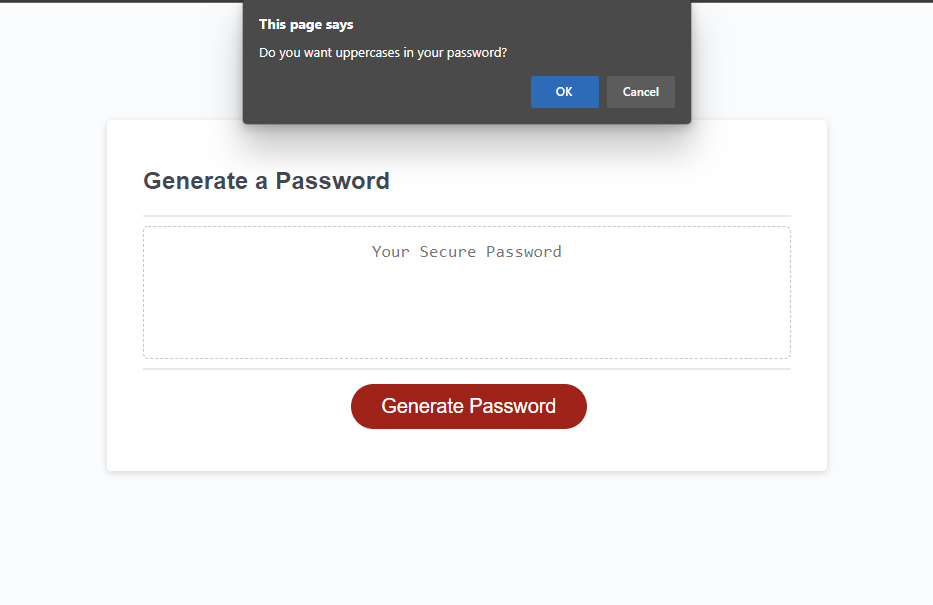 This page says
Do you want uppercases in your password?
OK
Cancel
Generate a Password
Your Secure Password
Generate Password